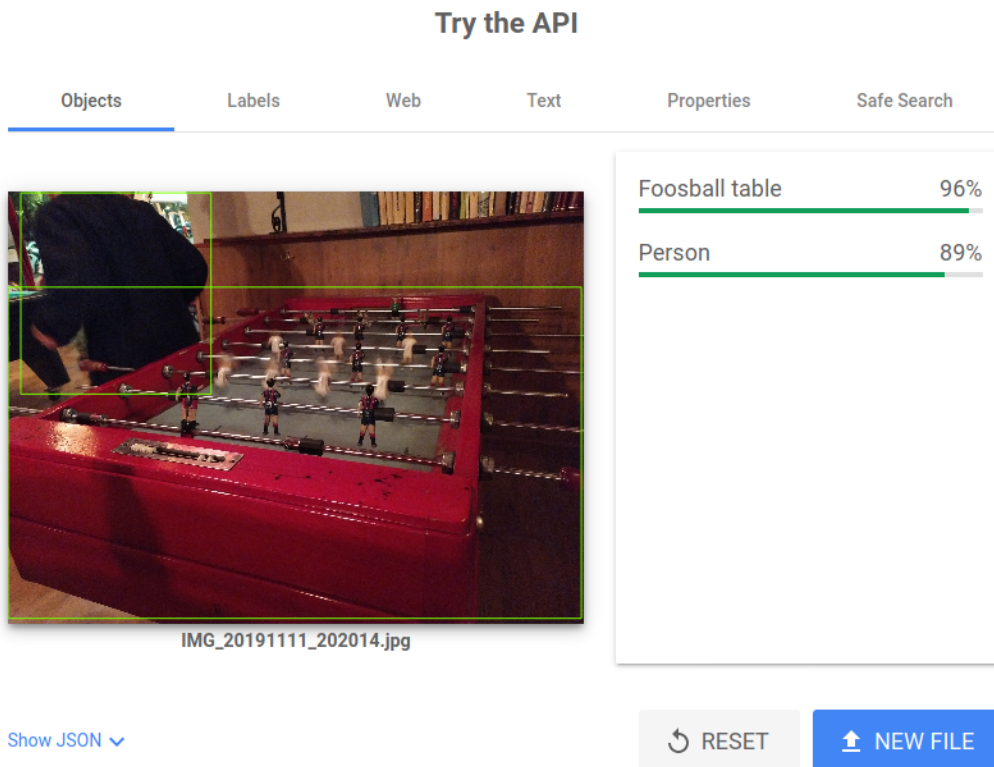 Try the API
Objects Labels Web Text Properties Safe Search
Foosball table 96%
Person 89%
IMG_20191111_202014.jpg
Show JSON
RESET
NEW FILE